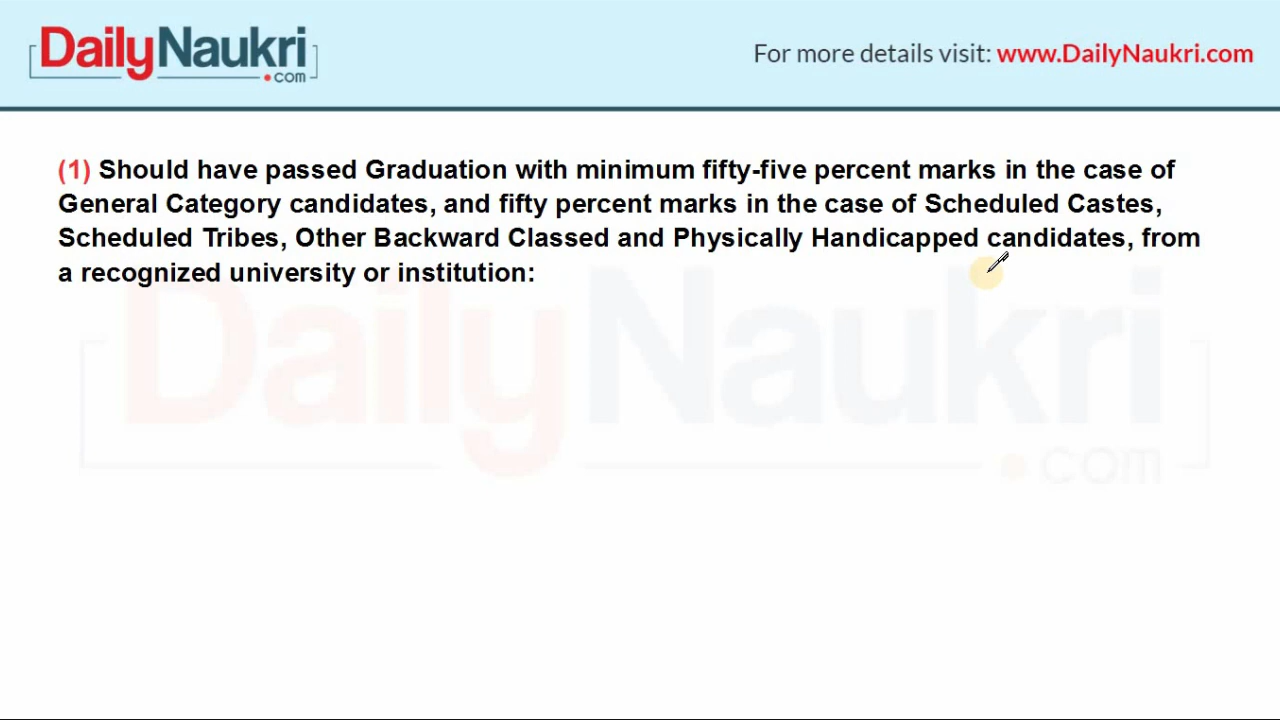 DailyNaukri
.com
For more details visit: www.DailyNaukri.com
(1) Should have passed Graduation with minimum fifty-five percent marks in the case of
General Category candidates, and fifty percent marks in the case of Scheduled Castes,
Scheduled Tribes, Other Backward Classed and Physically Handicapped candidates, from
a recognized university or institution:
DailyNaukri
.com